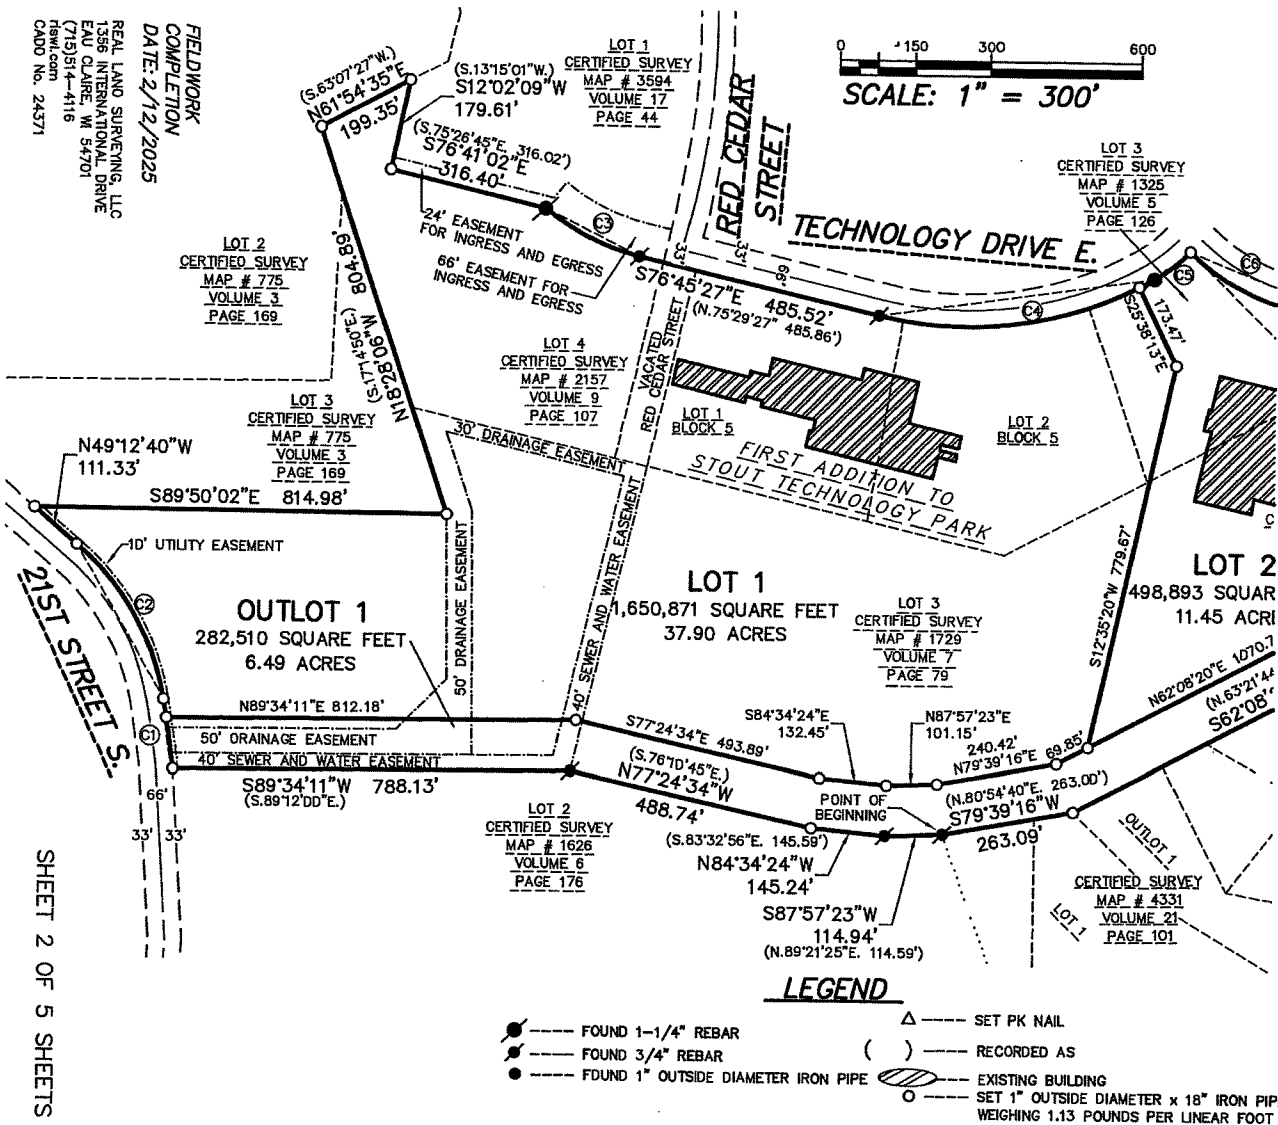 FIELDWORK
COMPLETION
DATE: 2/12/2025
REAL LAND SURVEYING, LLC
1356 INTERNATIONAL DRIVE
EAU CLAIRE, WI 54701
(715)514-4116
rlswi.com
CADD No. 24371
(S.63°07'27"W.)
N61°54'35"E
199.35'
(S.13°15'01"W.)
S12°02'09"W
179.61'
(S.75°26'45"E. 316.02')
S76°41'02"E
316.40'
LOT 1
CERTIFIED SURVEY
MAP # 3594
VOLUME 17
PAGE 44
RED CEDAR
STREET
0 150 300 600
SCALE: 1" = 300'
LOT 3
CERTIFIED SURVEY
MAP # 1325
VOLUME 5
PAGE 126
TECHNOLOGY DRIVE E.
C3
C4
C5
C6
33'
33'
66'
24' EASEMENT
FOR INGRESS AND EGRESS
66' EASEMENT FOR
INGRESS AND EGRESS
S76°45'27"E 485.52'
(N.75°29'27" 485.86')
S25°38'13"E
173.47'
LOT 2
CERTIFIED SURVEY
MAP # 775
VOLUME 3
PAGE 169
804.89'
N18°28'06"W
(S.17°14'50"E.)
LOT 4
CERTIFIED SURVEY
MAP # 2157
VOLUME 9
PAGE 107
VACATED
RED CEDAR STREET
LOT 1
BLOCK 5
LOT 2
BLOCK 5
FIRST ADDITION TO
STOUT TECHNOLOGY PARK
LOT 3
CERTIFIED SURVEY
MAP # 775
VOLUME 3
PAGE 169
30' DRAINAGE EASEMENT
N49°12'40"W
111.33'
S89°50'02"E 814.98'
10' UTILITY EASEMENT
C2
C1
21ST STREET S.
OUTLOT 1
282,510 SQUARE FEET
6.49 ACRES
50' DRAINAGE EASEMENT
40' SEWER AND WATER EASEMENT
LOT 1
1,650,871 SQUARE FEET
37.90 ACRES
LOT 3
CERTIFIED SURVEY
MAP # 1729
VOLUME 7
PAGE 79
S12°35'20"W 779.67'
LOT 2
498,893 SQUAR
11.45 ACRE
C
N62°08'20"E 1070.7
(N.63°21'44
S62°08'
N89°34'11"E 812.18'
50' DRAINAGE EASEMENT
40' SEWER AND WATER EASEMENT
S89°34'11"W 788.13'
(S.89°12'00"E.)
66'
33' 33'
S77°24'34"E 493.89'
(S.76°10'45"E.)
N77°24'34"W
488.74'
S84°34'24"E
132.45'
N87°57'23"E
101.15'
240.42'
N79°39'16"E 69.85'
(N.80°54'40"E. 263.00')
S79°39'16"W
263.09'
POINT OF
BEGINNING
(S.83°32'56"E. 145.59')
N84°34'24"W
145.24'
S87°57'23"W
114.94'
(N.89°21'25"E. 114.59')
LOT 2
CERTIFIED SURVEY
MAP # 1626
VOLUME 6
PAGE 176
OUTLOT 1
LOT 1
CERTIFIED SURVEY
MAP # 4331
VOLUME 21
PAGE 101
SHEET 2 OF 5 SHEETS
LEGEND
FOUND 1-1/4" REBAR
FOUND 3/4" REBAR
FOUND 1" OUTSIDE DIAMETER IRON PIPE
SET PK NAIL
( ) RECORDED AS
EXISTING BUILDING
SET 1" OUTSIDE DIAMETER x 18" IRON PIP
WEIGHING 1.13 POUNDS PER LINEAR FOOT